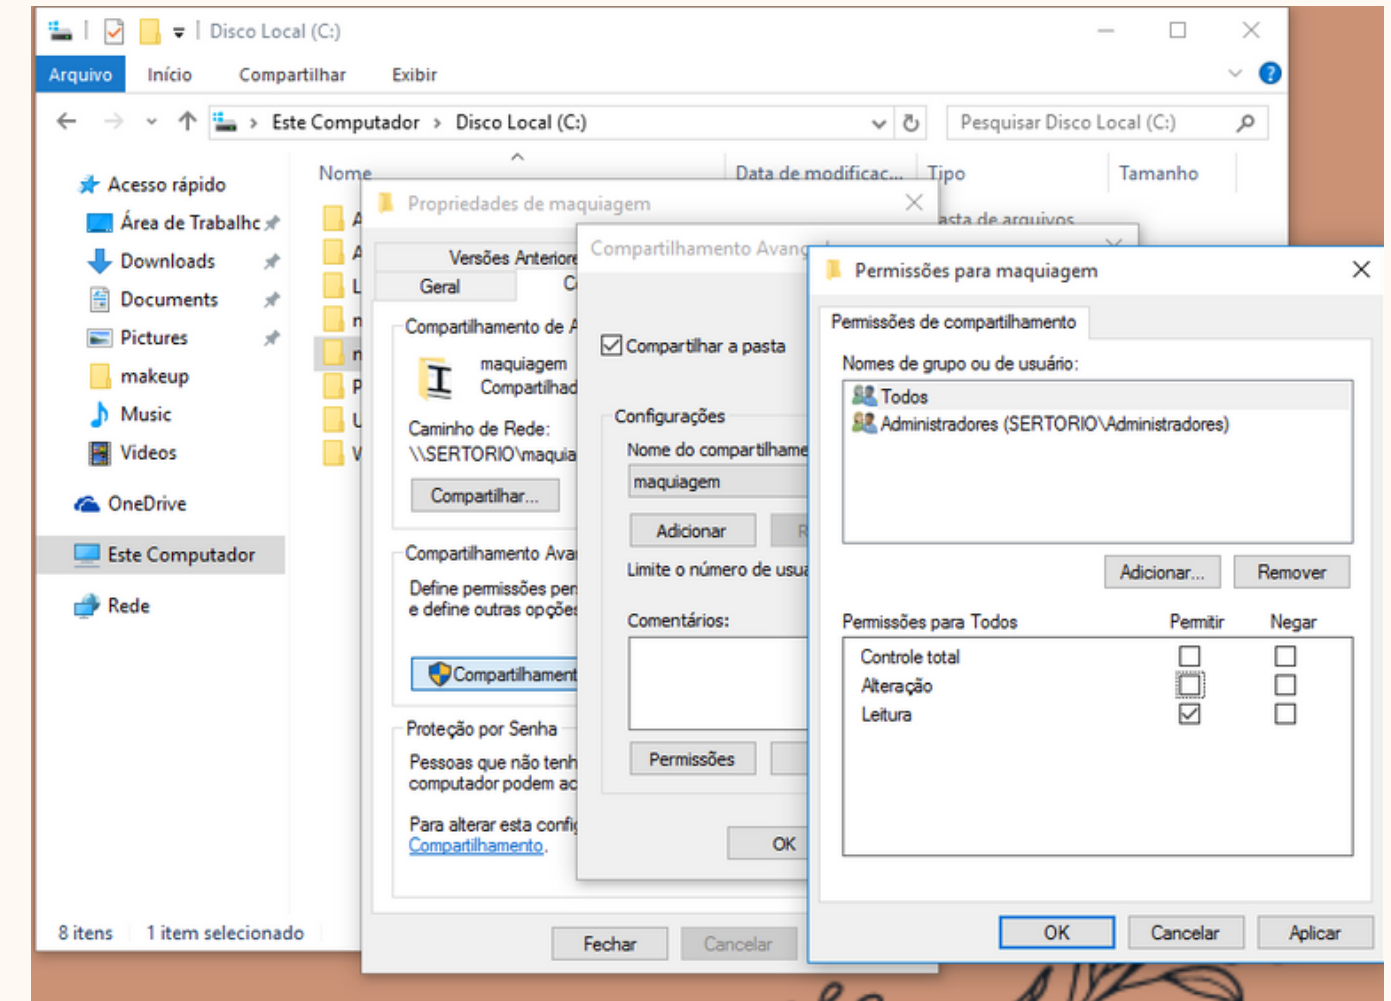 Disco Local (C:)
Arquivo Início Compartilhar Exibir
Este Computador > Disco Local (C:)
Pesquisar Disco Local (C:)
Acesso rápido
Área de Trabalhc
Downloads
Documents
Pictures
makeup
Music
Videos
OneDrive
Este Computador
Rede
Nome Data de modificac... Tipo Tamanho
asta de arquivos
8 itens 1 item selecionado
Propriedades de maquiagem
Versões Anteriore
Geral
Compartilhamento de A
maquiagem
Compartilhad
Caminho de Rede:
\\SERTORIO\maquia
Compartilhar...
Compartilhamento Ava
Define permissões per
e define outras opções
Compartilhament
Proteção por Senha
Pessoas que não tenh
computador podem ac
Para alterar esta config
Compartilhamento.
Fechar Cancelar
Compartilhamento Avanç
Compartilhar a pasta
Configurações
Nome do compartilhame
maquiagem
Adicionar
Limite o número de usua
Comentários:
Permissões
OK
Permissões para maquiagem
Permissões de compartilhamento
Nomes de grupo ou de usuário:
Todos
Administradores (SERTORIO\Administradores)
Adicionar... Remover
Permissões para Todos Permitir Negar
Controle total
Alteração
Leitura
OK Cancelar Aplicar